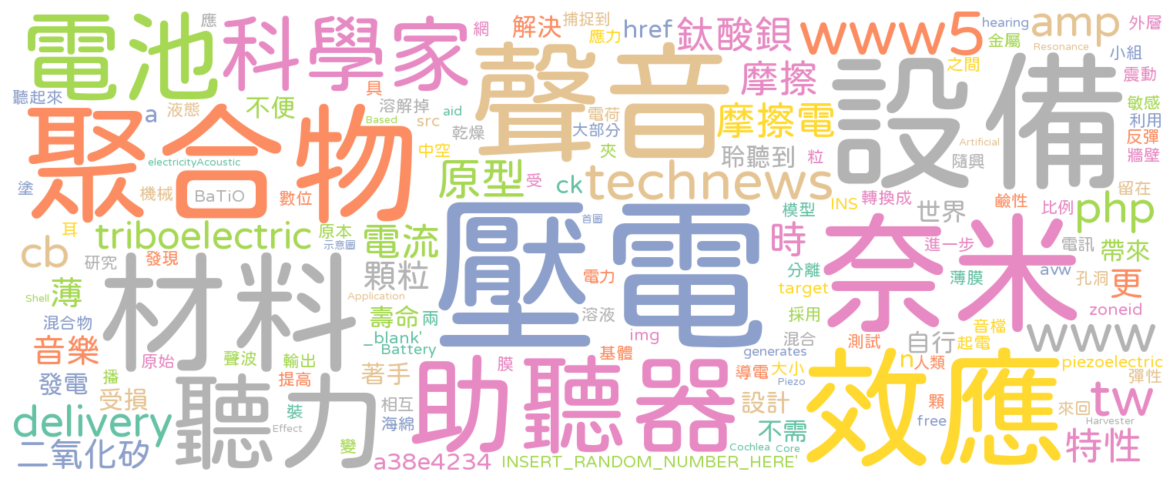 應 網 解決 捕捉到 href 鈦酸鋇 www5 amp 外層
電池 科學家 應力 hearing 金屬 Resonance 小組
聽起來 具 聲音 摩擦 之間 設備 震動
a 液態 不便 溶解掉 aid src 電荷 敏感
聚合物 Based 乾燥 大部分 摩擦電 Artificial 利用
中空 夾 聆聽到 粒 隨興 反彈
electricityAcoustic 原型 ck technews 牆壁
塗 機械 BaTiO 數位 受 轉換成 鹼性 留在
耳 壓電 首圖 模型 INS 世界 比例 php
triboelectric 原本 電流 時 奈米 進一步 電訊 帶來
cb 研究 發現 示意圖 顆粒 電力 分離 薄膜 avw 孔洞 更
Shell 薄 材料 Application 壽命 兩 溶液 target zoneid
混合物 _blank' img 採用 音檔 www
音樂 原始 聲波 輸出 Battery 膜 基體 generates 混合 測試 自行 起電
發電 播 聽力 提高 著手 助聽器 導電 大小 n 人類 piezoelectric
受損 裝 相互 設計 Piezo 效應 顆 彈性
delivery Effect 海綿 不需 free 來回 tw
二氧化矽 變 a38e4234 INSERT_RANDOM_NUMBER_HERE' Cochlea Core 特性 Harvester